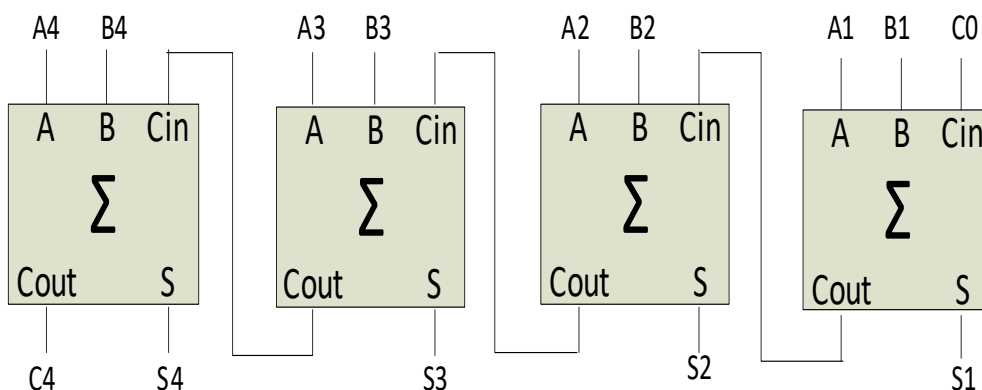 A4 B4 A3 B3 A2 B2 A1 B1 C0
A B Cin A B Cin A B Cin A B Cin
Σ Σ Σ Σ
Cout S Cout S Cout S Cout S
C4 S4 S3 S2 S1